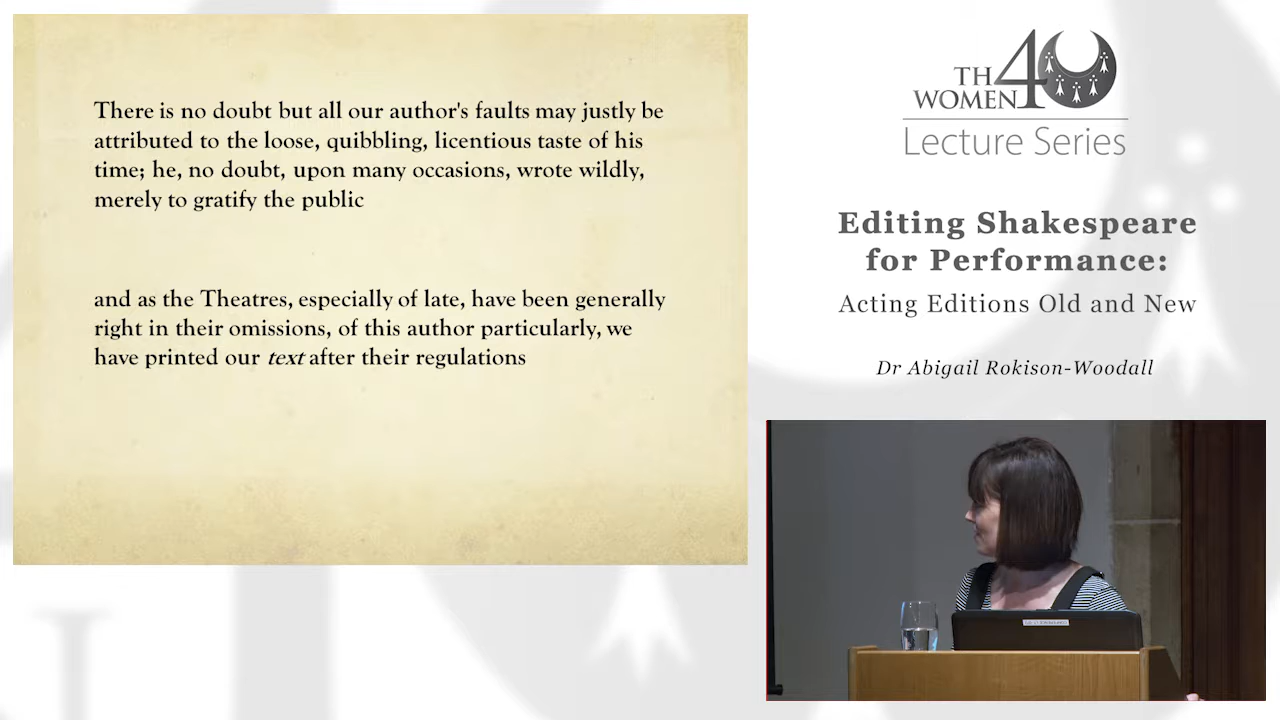 There is no doubt but all our author's faults may justly be
attributed to the loose, quibbling, licentious taste of his
time; he, no doubt, upon many occasions, wrote wildly,
merely to gratify the public
and as the Theatres, especially of late, have been generally
right in their omissions, of this author particularly, we
have printed our text after their regulations
TH40
WOMEN
Lecture Series
Editing Shakespeare
for Performance:
Acting Editions Old and New
Dr Abigail Rokison-Woodall